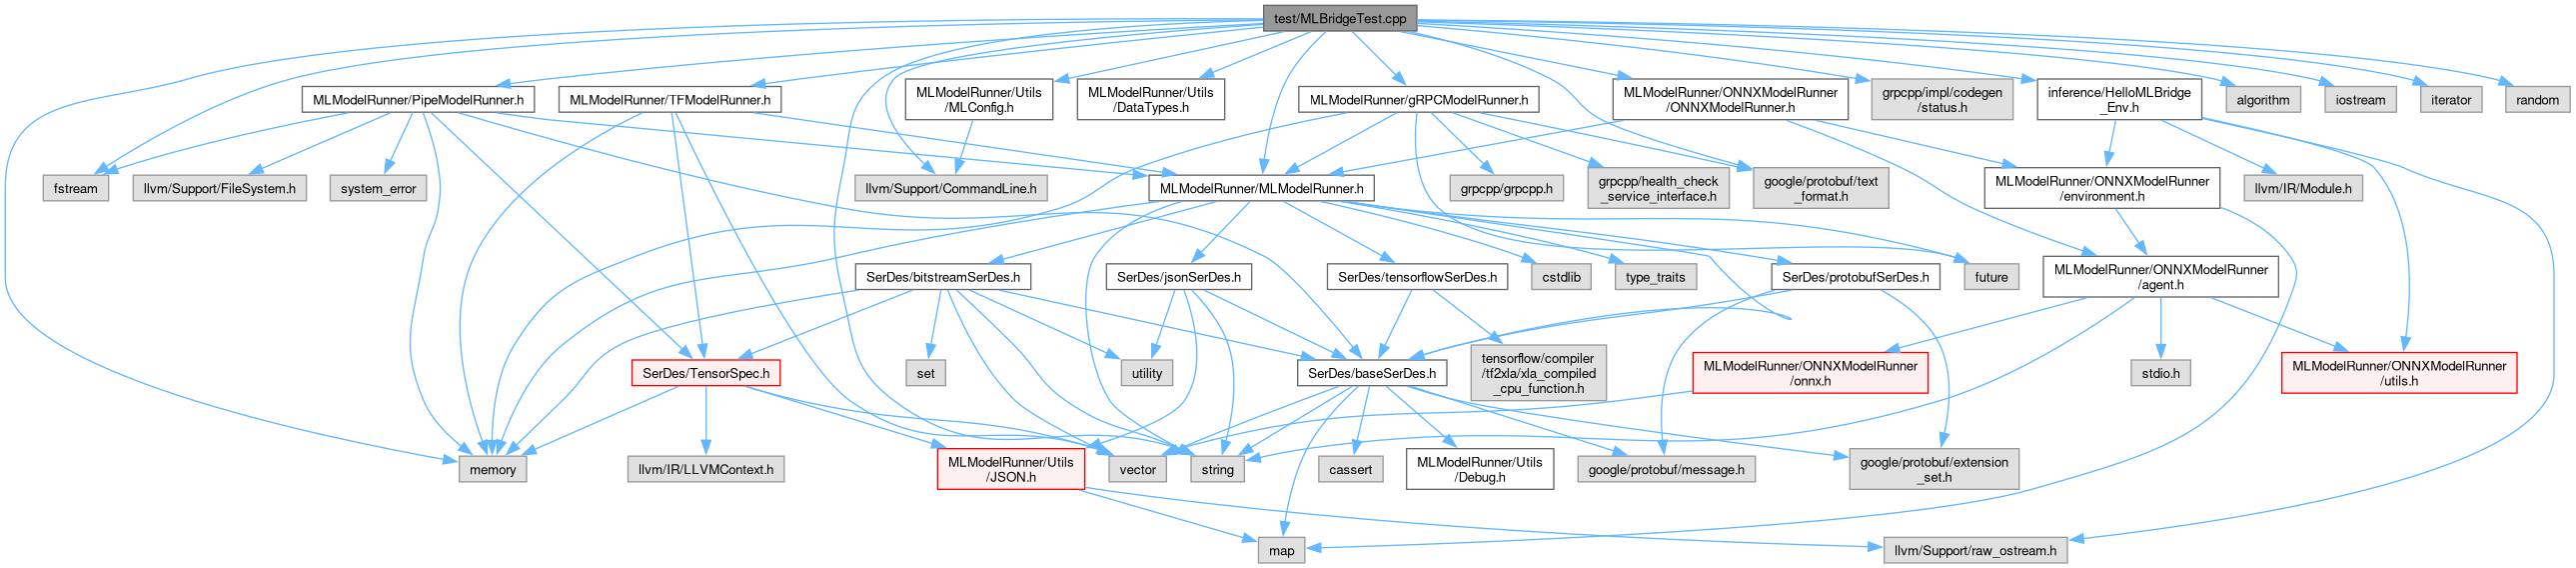 test/MLBridgeTest.cpp
MLModelRunner/PipeModelRunner.h
MLModelRunner/TFModelRunner.h
MLModelRunner/Utils
/MLConfig.h
MLModelRunner/Utils
/DataTypes.h
MLModelRunner/gRPCModelRunner.h
MLModelRunner/ONNXModelRunner
/ONNXModelRunner.h
grpcpp/impl/codegen
/status.h
inference/HelloMLBridge
_Env.h
algorithm
iostream
iterator
random
fstream
llvm/Support/FileSystem.h
system_error
llvm/Support/CommandLine.h
MLModelRunner/MLModelRunner.h
grpcpp/grpcpp.h
grpcpp/health_check
_service_interface.h
google/protobuf/text
_format.h
MLModelRunner/ONNXModelRunner
/environment.h
llvm/IR/Module.h
SerDes/bitstreamSerDes.h
SerDes/jsonSerDes.h
SerDes/tensorflowSerDes.h
cstdlib
type_traits
SerDes/protobufSerDes.h
future
MLModelRunner/ONNXModelRunner
/agent.h
SerDes/TensorSpec.h
set
utility
SerDes/baseSerDes.h
tensorflow/compiler
/tf2xla/xla_compiled
_cpu_function.h
MLModelRunner/ONNXModelRunner
/onnx.h
stdio.h
MLModelRunner/ONNXModelRunner
/utils.h
memory
llvm/IR/LLVMContext.h
MLModelRunner/Utils
/JSON.h
vector
string
cassert
MLModelRunner/Utils
/Debug.h
google/protobuf/message.h
google/protobuf/extension
_set.h
map
llvm/Support/raw_ostream.h